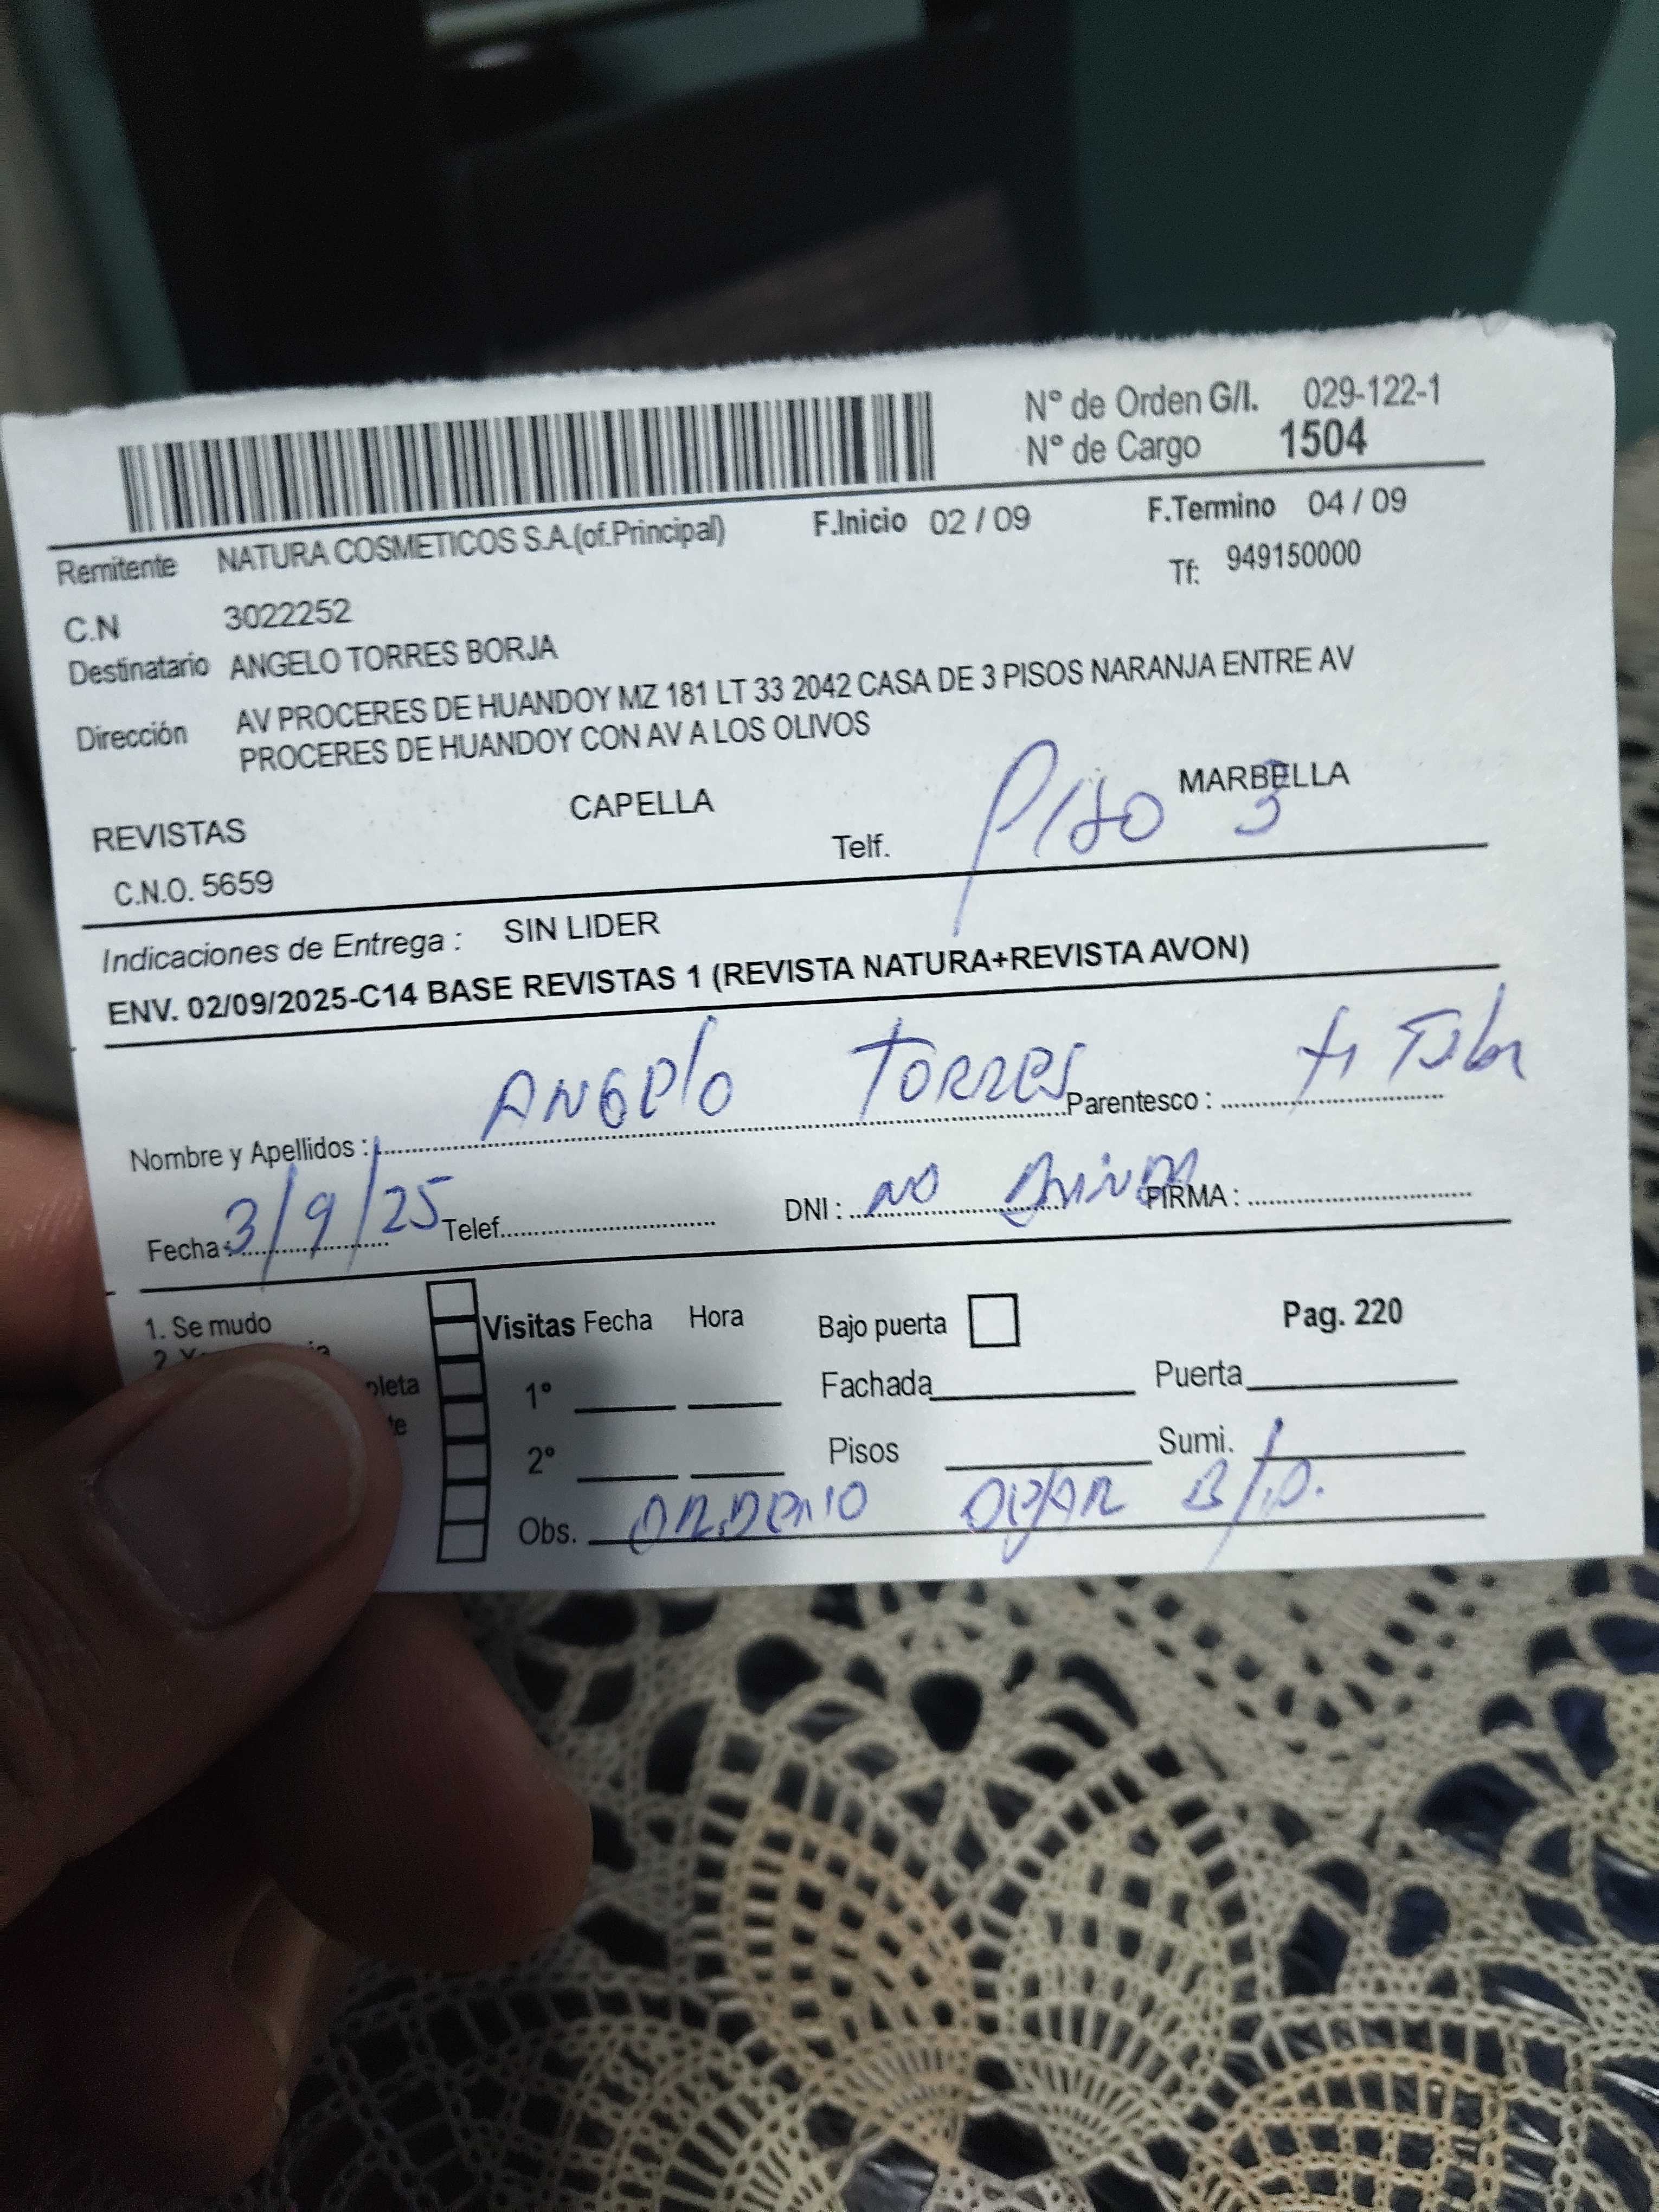 N° de Orden G/I. 029-122-1
N° de Cargo 1504
Remitente NATURA COSMETICOS S.A.(of.Principal) F.Inicio 02 / 09 F.Termino 04 / 09
C.N 3022252 Tf: 949150000
Destinatario ANGELO TORRES BORJA
Dirección AV PROCERES DE HUANDOY MZ 181 LT 33 2042 CASA DE 3 PISOS NARANJA ENTRE AV
PROCERES DE HUANDOY CON AV A LOS OLIVOS
REVISTAS CAPELLA MARBELLA
C.N.O. 5659 Telf. PISO 3
Indicaciones de Entrega : SIN LIDER
ENV. 02/09/2025-C14 BASE REVISTAS 1 (REVISTA NATURA+REVISTA AVON)
Nombre y Apellidos : ANGElO TORRES Parentesco :
Fecha: 3/9/25 Telef. DNI : NO FIRMA :
1. Se mudo Visitas Fecha Hora Bajo puerta Pag. 220
2.
1° Fachada Puerta
2° Pisos Sumi.
Obs. DEJAR B/P.